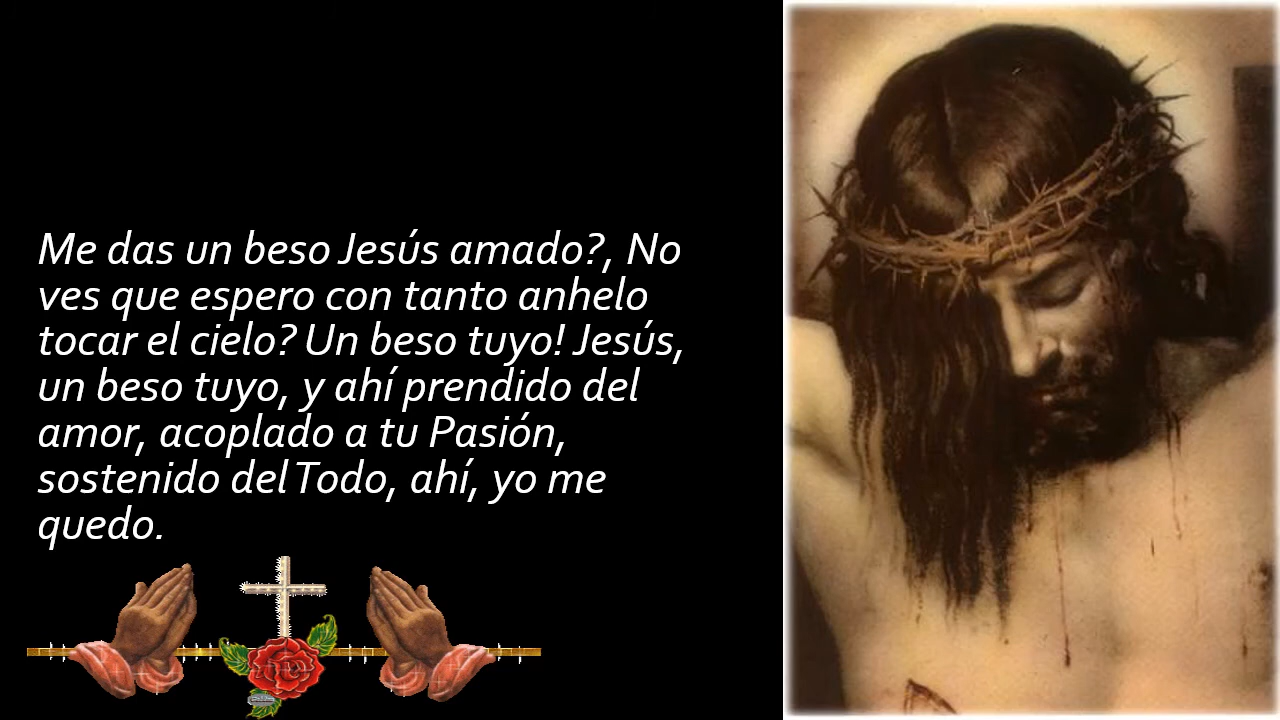 Me das un beso Jesús amado?, No
ves que espero con tanto anhelo
tocar el cielo? Un beso tuyo! Jesús,
un beso tuyo, y ahí prendido del
amor, acoplado a tu Pasión,
sostenido del Todo, ahí, yo me
quedo.